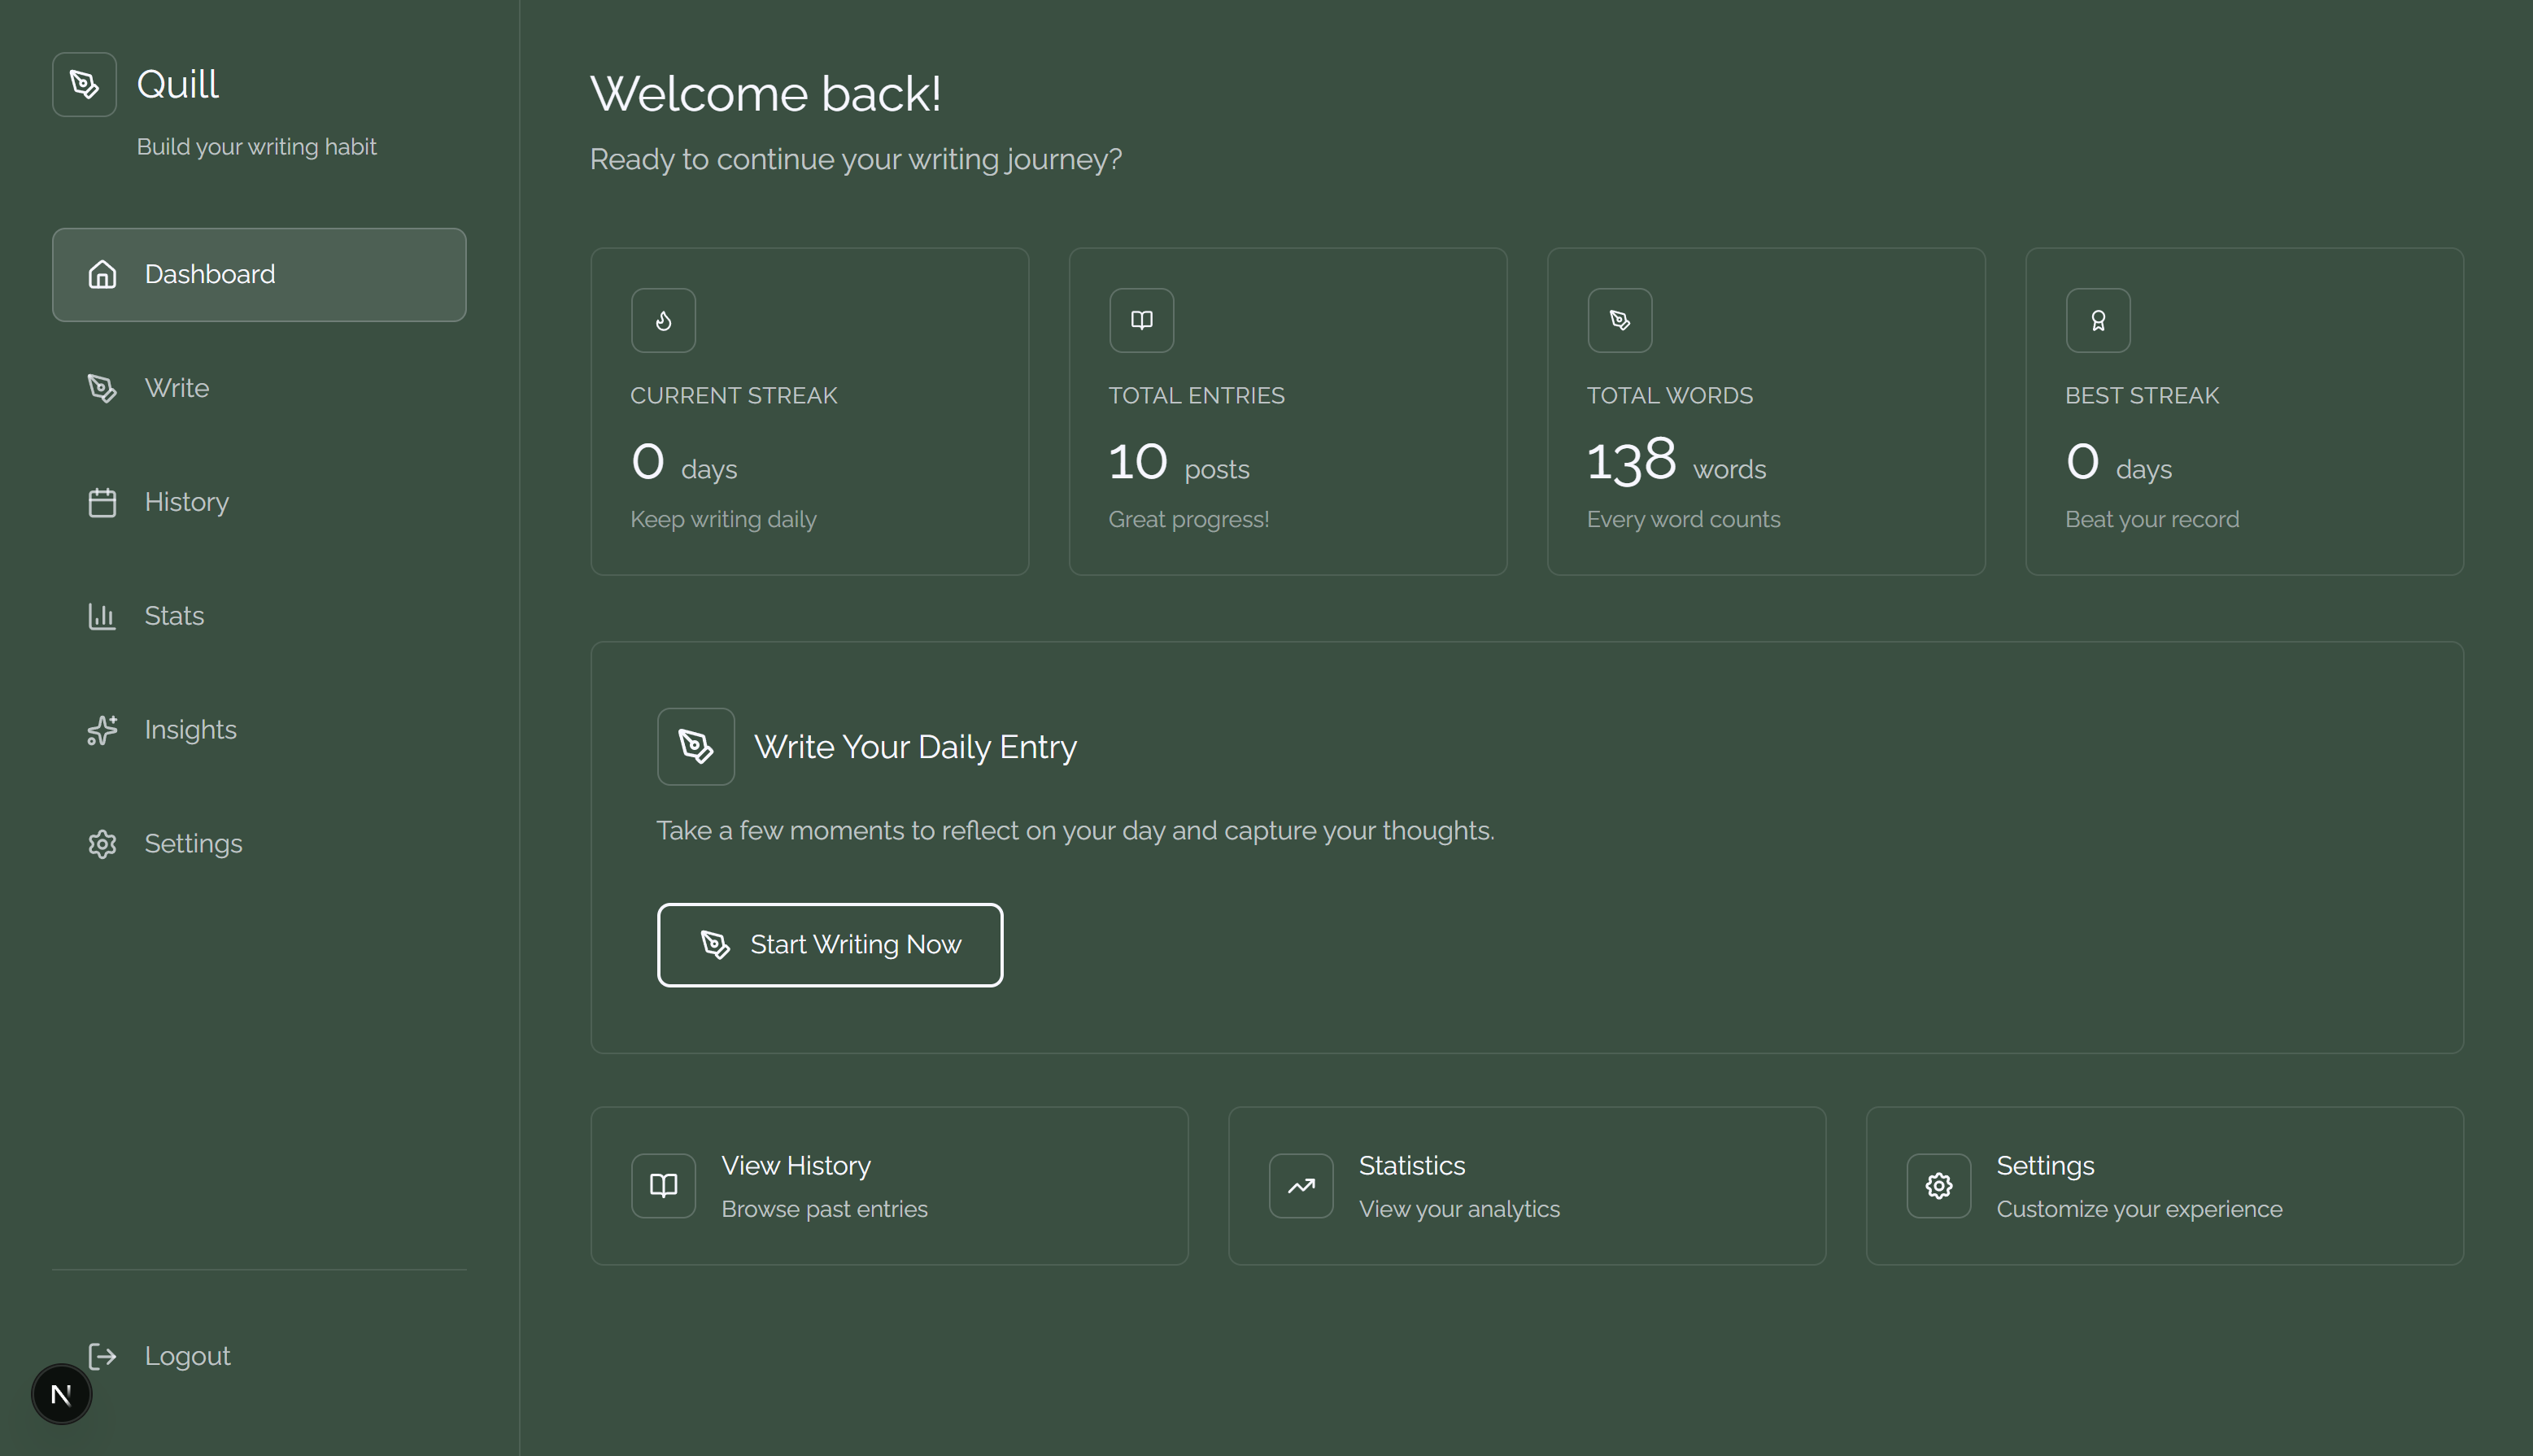 Quill
Build your writing habit
Dashboard
Write
History
Stats
Insights
Settings
Logout
N
Welcome back!
Ready to continue your writing journey?
CURRENT STREAK
0 days
Keep writing daily
TOTAL ENTRIES
10 posts
Great progress!
TOTAL WORDS
138 words
Every word counts
BEST STREAK
0 days
Beat your record
Write Your Daily Entry
Take a few moments to reflect on your day and capture your thoughts.
Start Writing Now
View History
Browse past entries
Statistics
View your analytics
Settings
Customize your experience